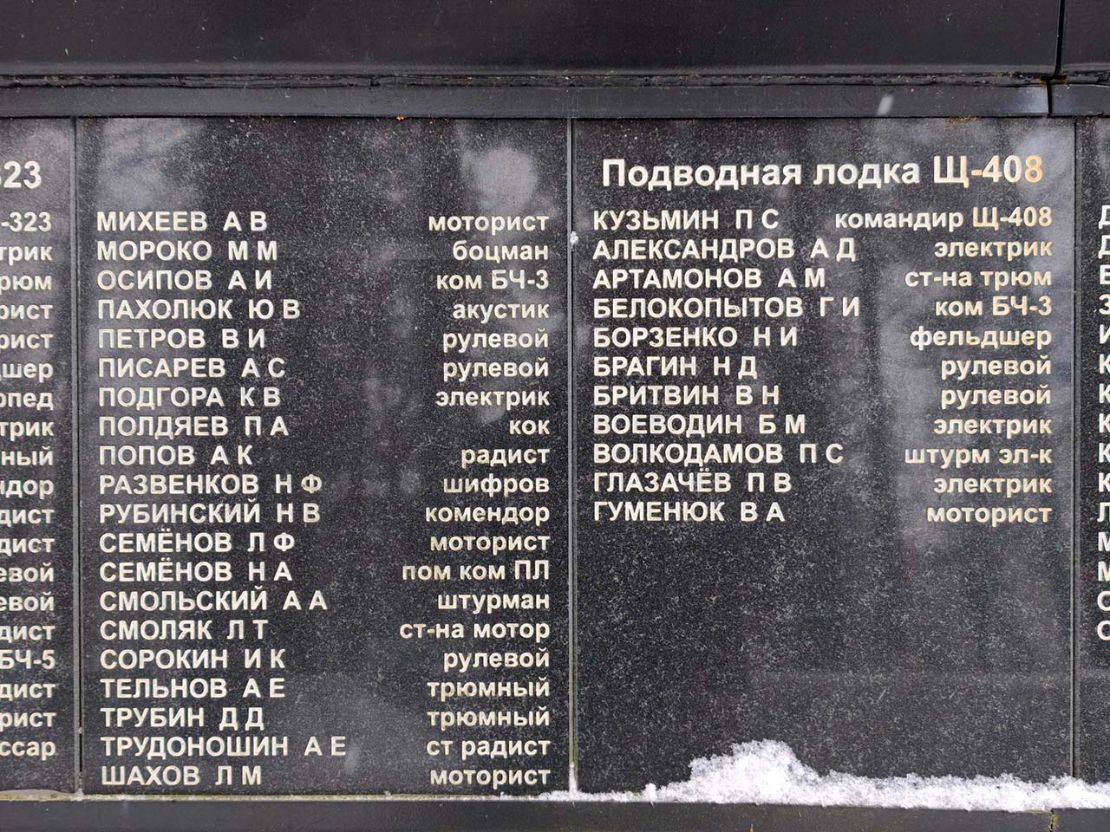 323
-323
МИХЕЕВ А В моторист
МОРОКО М М боцман
ОСИПОВ А И ком БЧ-3
ПАХОЛЮК Ю В акустик
ПЕТРОВ В И рулевой
ПИСАРЕВ А С рулевой
ПОДГОРА К В электрик
ПОЛДЯЕВ П А кок
ПОПОВ А К радист
РАЗВЕНКОВ Н Ф шифров
РУБИНСКИЙ Н В комендор
СЕМЁНОВ Л Ф моторист
СЕМЁНОВ Н А пом ком ПЛ
СМОЛЬСКИЙ А А штурман
СМОЛЯК Л Т ст-на мотор
СОРОКИН И К рулевой
ТЕЛЬНОВ А Е трюмный
ТРУБИН Д Д трюмный
ТРУДОНОШИН А Е ст радист
ШАХОВ Л М моторист
Подводная лодка Щ-408
КУЗЬМИН П С командир Щ-408
АЛЕКСАНДРОВ А Д электрик
АРТАМОНОВ А М ст-на трюм
БЕЛОКОПЫТОВ Г И ком БЧ-3
БОРЗЕНКО Н И фельдшер
БРАГИН Н Д рулевой
БРИТВИН В Н рулевой
ВОЕВОДИН Б М электрик
ВОЛКОДАМОВ П С штурм эл-к
ГЛАЗАЧЁВ П В электрик
ГУМЕНЮК В А моторист